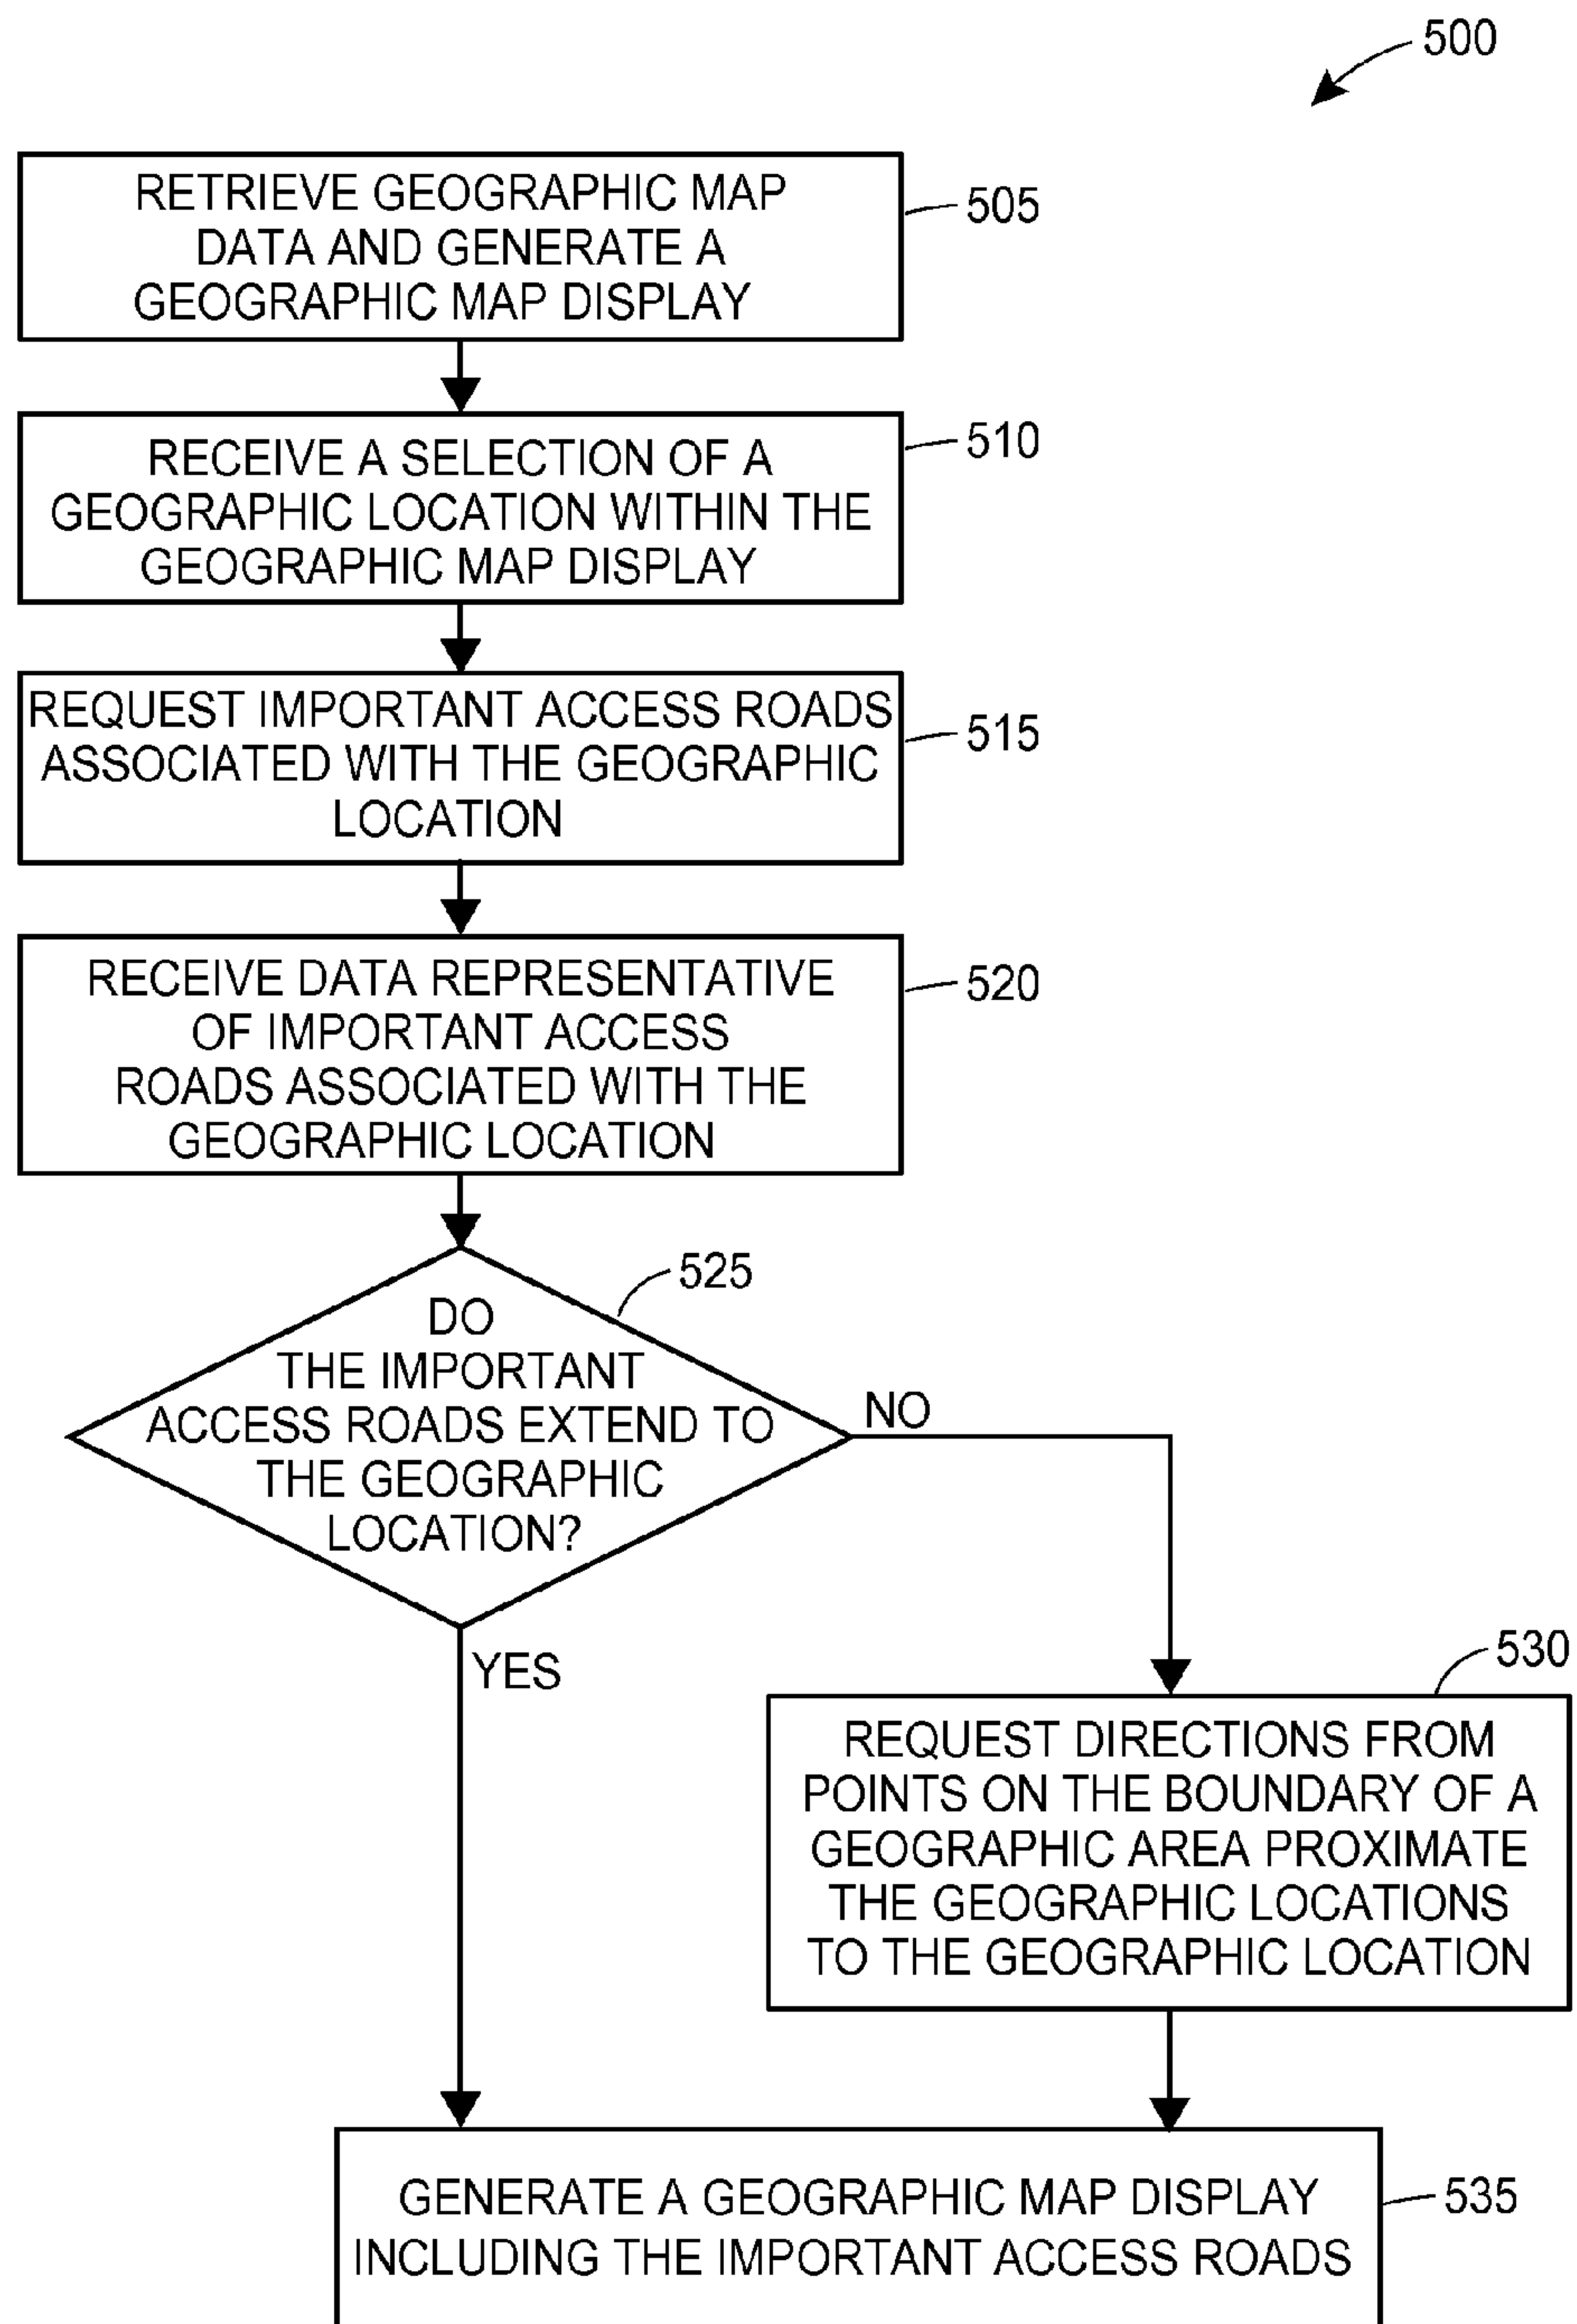 500
RETRIEVE GEOGRAPHIC MAP
DATA AND GENERATE A
GEOGRAPHIC MAP DISPLAY
505
RECEIVE A SELECTION OF A
GEOGRAPHIC LOCATION WITHIN THE
GEOGRAPHIC MAP DISPLAY
510
REQUEST IMPORTANT ACCESS ROADS
ASSOCIATED WITH THE GEOGRAPHIC
LOCATION
515
RECEIVE DATA REPRESENTATIVE
OF IMPORTANT ACCESS
ROADS ASSOCIATED WITH THE
GEOGRAPHIC LOCATION
520
DO
THE IMPORTANT
ACCESS ROADS EXTEND TO
THE GEOGRAPHIC
LOCATION?
525
NO
YES
530
REQUEST DIRECTIONS FROM
POINTS ON THE BOUNDARY OF A
GEOGRAPHIC AREA PROXIMATE
THE GEOGRAPHIC LOCATIONS
TO THE GEOGRAPHIC LOCATION
GENERATE A GEOGRAPHIC MAP DISPLAY
INCLUDING THE IMPORTANT ACCESS ROADS
535